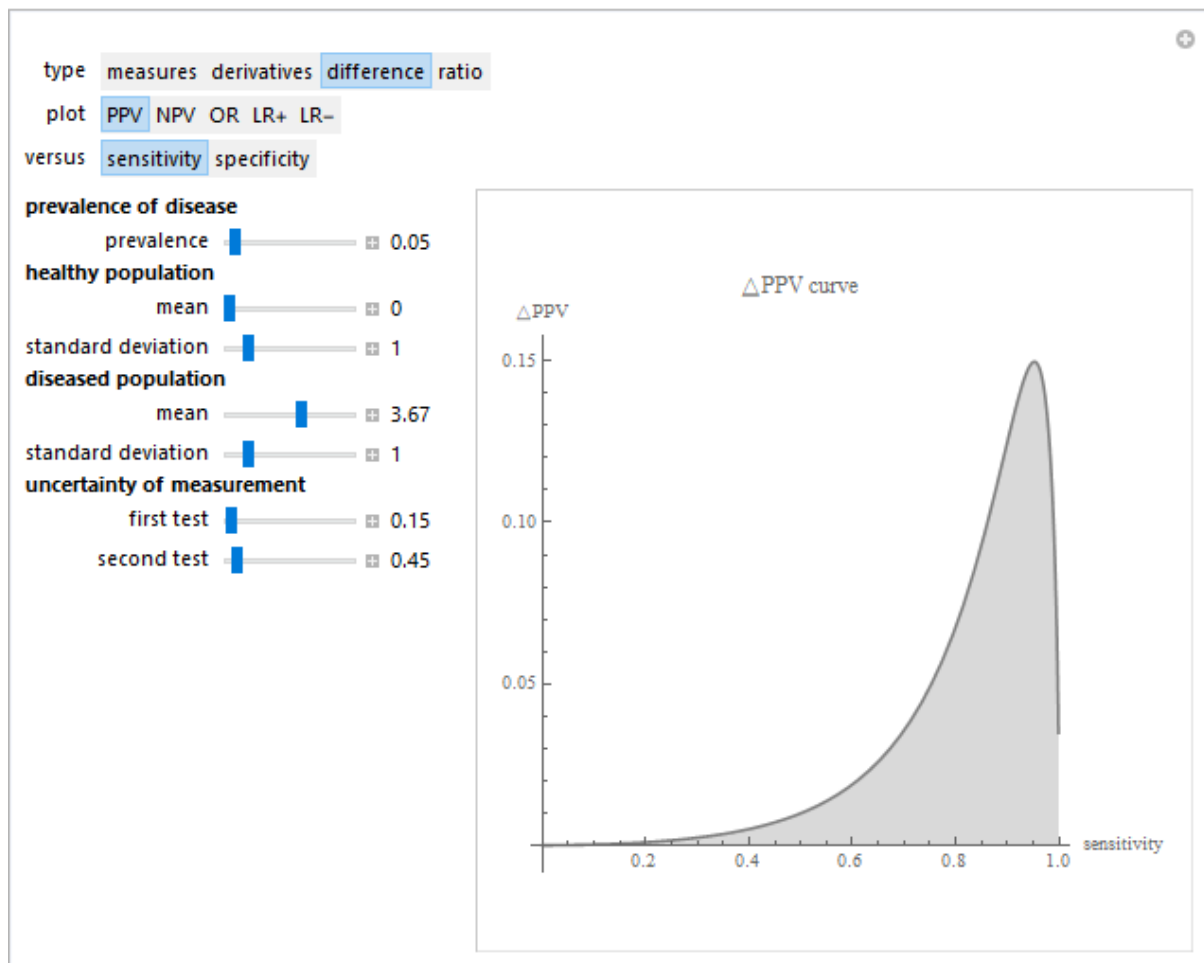 type measures derivatives difference ratio
plot PPV NPV OR LR+ LR−
versus sensitivity specificity
prevalence of disease
prevalence 0.05
healthy population
mean 0
standard deviation 1
diseased population
mean 3.67
standard deviation 1
uncertainty of measurement
first test 0.15
second test 0.45
△PPV curve
△PPV
0.15
0.10
0.05
0.2 0.4 0.6 0.8 1.0
sensitivity